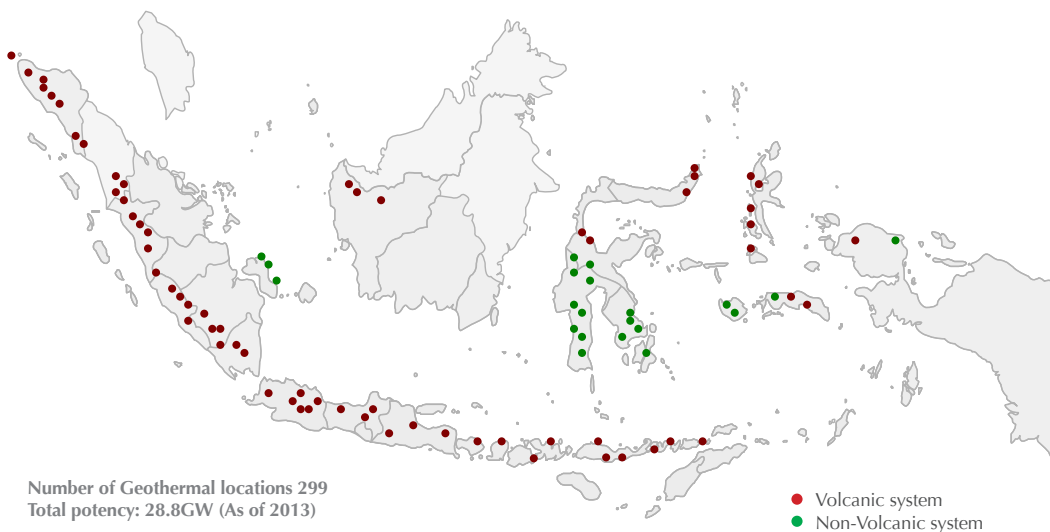 Number of Geothermal locations 299
Total potency: 28.8GW (As of 2013)
Volcanic system
Non-Volcanic system